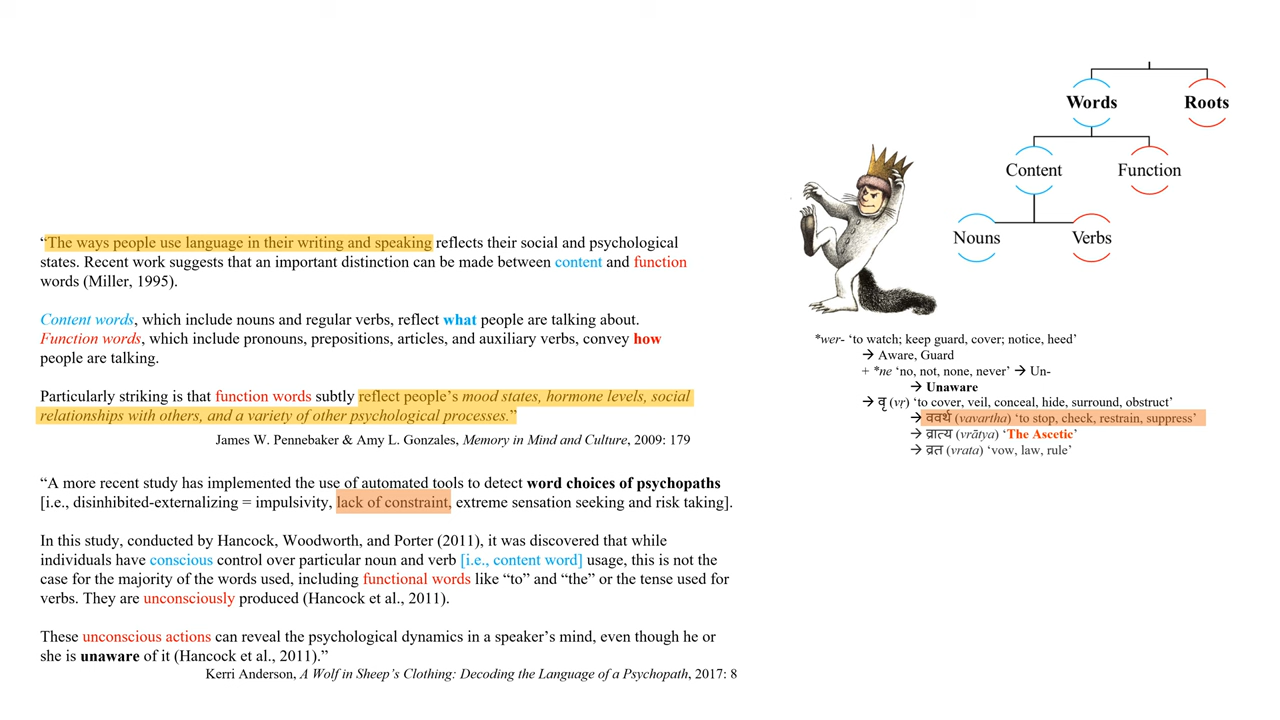 “The ways people use language in their writing and speaking reflects their social and psychological
states. Recent work suggests that an important distinction can be made between content and function
words (Miller, 1995).
Content words, which include nouns and regular verbs, reflect what people are talking about.
Function words, which include pronouns, prepositions, articles, and auxiliary verbs, convey how
people are talking.
Particularly striking is that function words subtly reflect people’s mood states, hormone levels, social
relationships with others, and a variety of other psychological processes.”
James W. Pennebaker & Amy L. Gonzales, Memory in Mind and Culture, 2009: 179
“A more recent study has implemented the use of automated tools to detect word choices of psychopaths
[i.e., disinhibited-externalizing = impulsivity, lack of constraint, extreme sensation seeking and risk taking].
In this study, conducted by Hancock, Woodworth, and Porter (2011), it was discovered that while
individuals have conscious control over particular noun and verb [i.e., content word] usage, this is not the
case for the majority of the words used, including functional words like “to” and “the” or the tense used for
verbs. They are unconsciously produced (Hancock et al., 2011).
These unconscious actions can reveal the psychological dynamics in a speaker’s mind, even though he or
she is unaware of it (Hancock et al., 2011).”
Kerri Anderson, A Wolf in Sheep’s Clothing: Decoding the Language of a Psychopath, 2017: 8
Words Roots
Content Function
Nouns Verbs
*wer- ‘to watch; keep guard, cover; notice, heed’
→ Aware, Guard
+ *ne ‘no, not, none, never’ → Un-
→ Unaware
→ वृ (vṛ) ‘to cover, veil, conceal, hide, surround, obstruct’
→ ववर्थ (vavartha) ‘to stop, check, restrain, suppress’
→ व्रात्य (vrātya) ‘The Ascetic’
→ व्रत (vrata) ‘vow, law, rule’